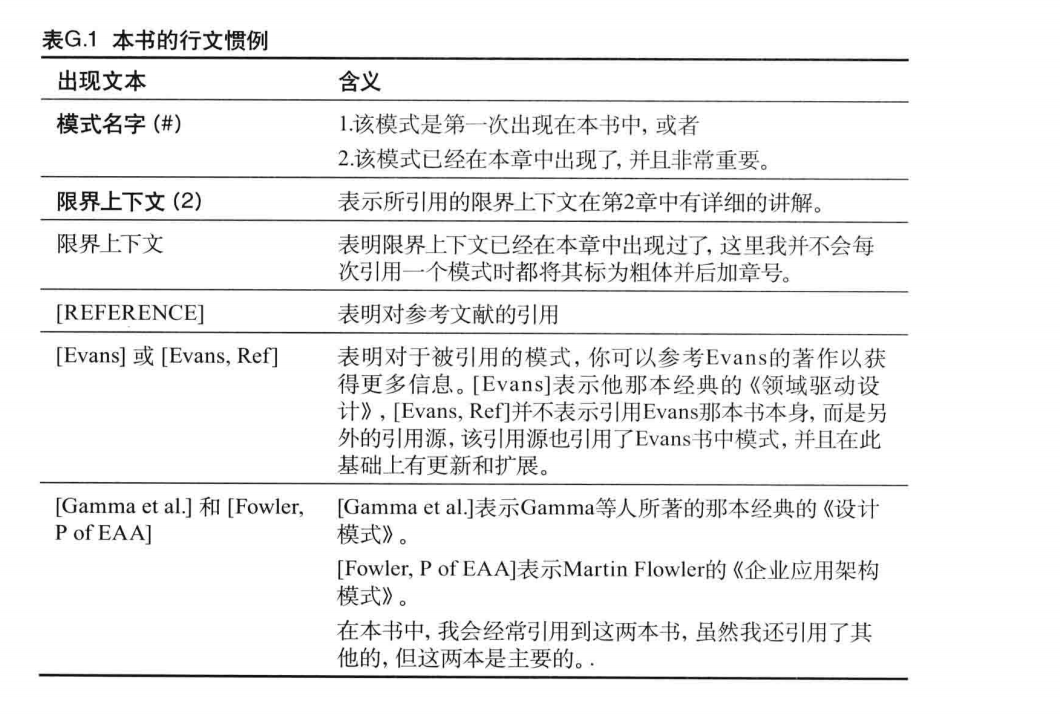 表G.1 本书的行文惯例
出现文本 含义
模式名字 (#) 1.该模式是第一次出现在本书中, 或者
2.该模式已经在本章中出现了, 并且非常重要。
限界上下文 (2) 表示所引用的限界上下文在第2章中有详细的讲解。
限界上下文 表明限界上下文已经在本章中出现过了, 这里我并不会每
次引用一个模式时都将其标为粗体并后加章号。
[REFERENCE] 表明对参考文献的引用
[Evans] 或 [Evans, Ref] 表明对于被引用的模式, 你可以参考Evans的著作以获
得更多信息。[Evans]表示他那本经典的《领域驱动设
计》, [Evans, Ref]并不表示引用Evans那本书本身, 而是另
外的引用源, 该引用源也引用了Evans书中模式, 并且在此
基础上有更新和扩展。
[Gamma et al.] 和 [Fowler, [Gamma et al.]表示Gamma等人所著的那本经典的《设计
P of EAA] 模式》。
[Fowler, P of EAA]表示Martin Flowler的《企业应用架构
模式》。
在本书中, 我会经常引用到这两本书, 虽然我还引用了其
他的, 但这两本是主要的。.